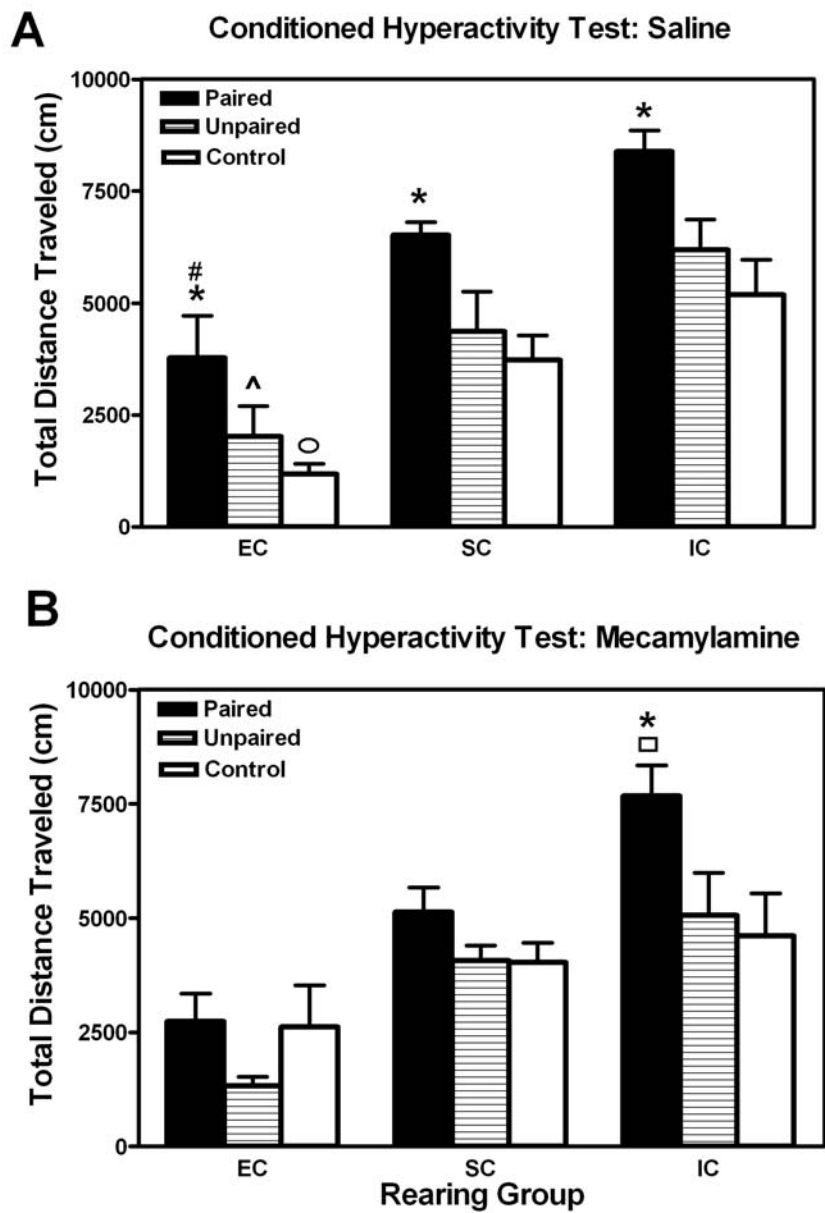 A
Conditioned Hyperactivity Test: Saline
Total Distance Traveled (cm)
10000
7500
5000
2500
0
Paired
Unpaired
Control
#
*
^
*
*
EC
SC
IC
B
Conditioned Hyperactivity Test: Mecamylamine
Total Distance Traveled (cm)
10000
7500
5000
2500
0
Paired
Unpaired
Control
*
EC
SC
IC
Rearing Group